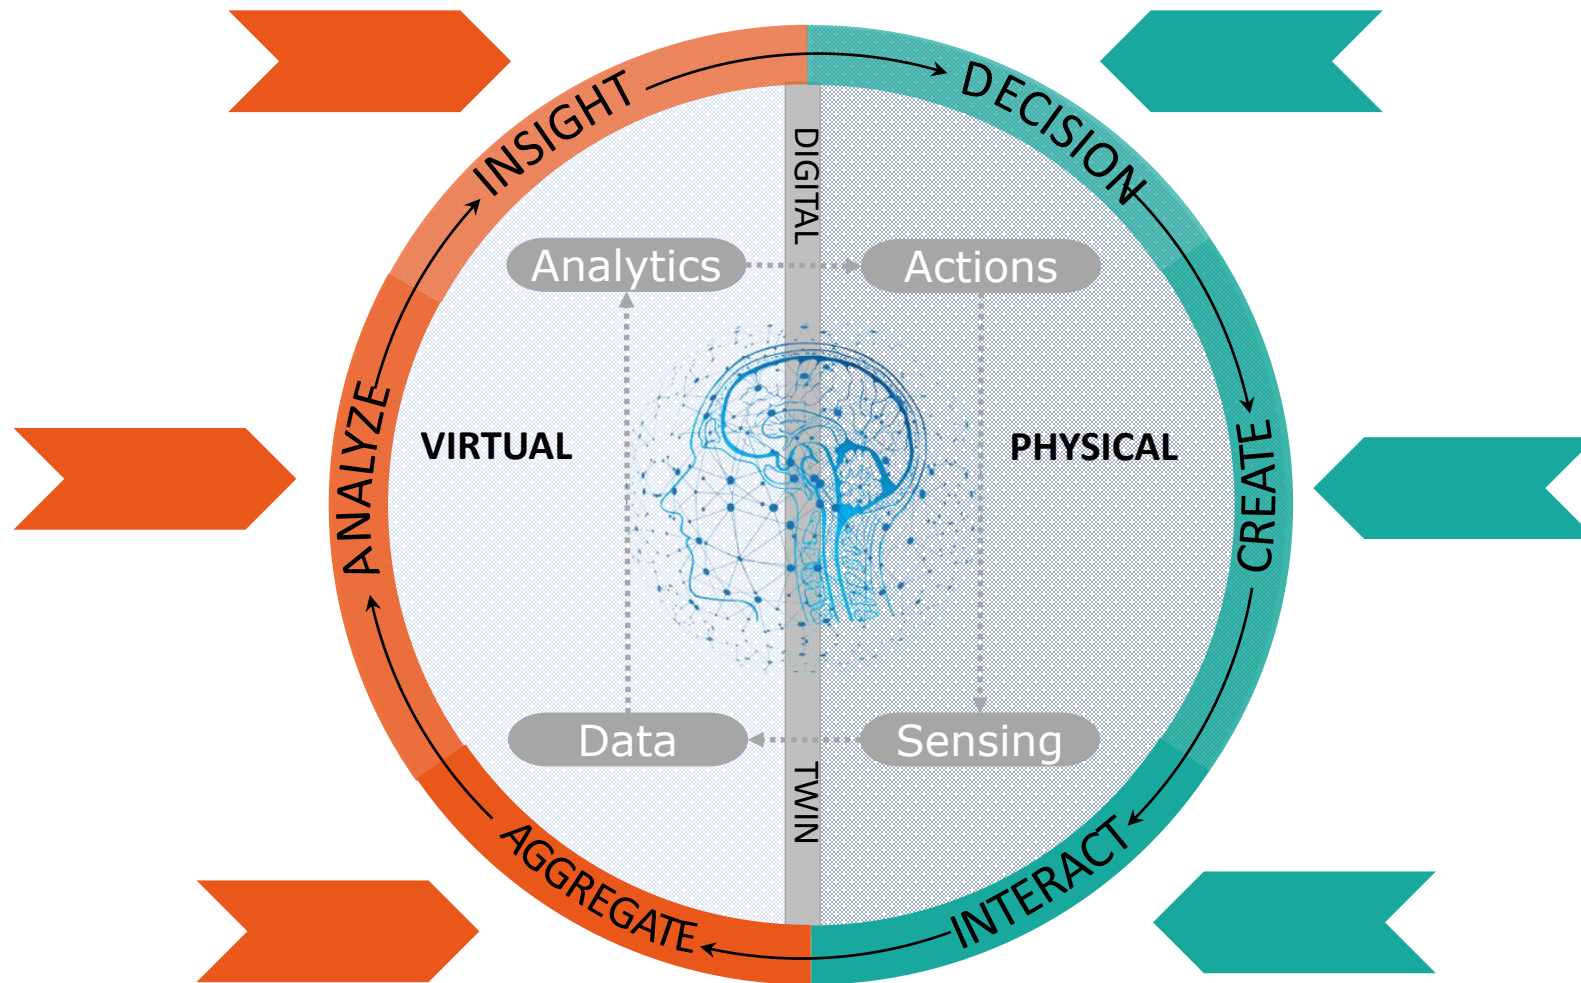 INSIGHT
DECISION
DIGITAL
Analytics
Actions
ANALYZE
VIRTUAL
PHYSICAL
CREATE
Data
Sensing
TWIN
AGGREGATE
INTERACT